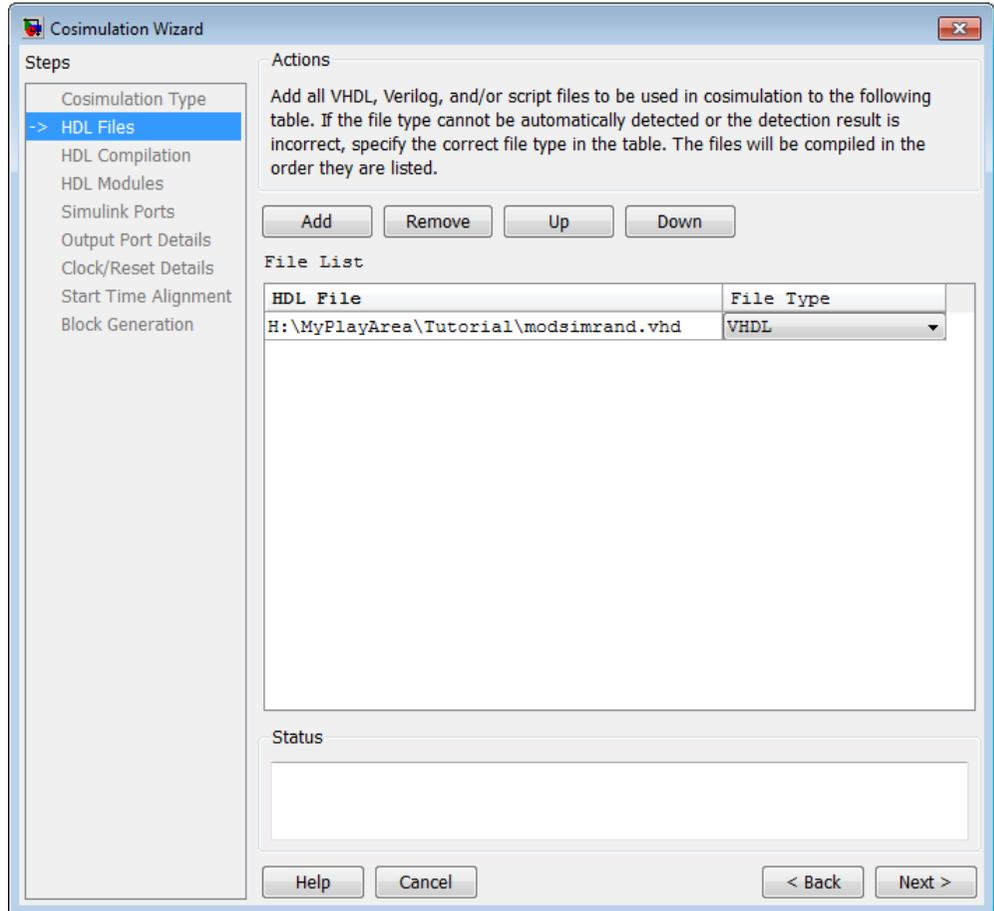 Cosimulation Wizard
Steps
Cosimulation Type
-> HDL Files
HDL Compilation
HDL Modules
Simulink Ports
Output Port Details
Clock/Reset Details
Start Time Alignment
Block Generation
Actions
Add all VHDL, Verilog, and/or script files to be used in cosimulation to the following
table. If the file type cannot be automatically detected or the detection result is
incorrect, specify the correct file type in the table. The files will be compiled in the
order they are listed.
Add Remove Up Down
File List
HDL File File Type
H:\MyPlayArea\Tutorial\modsimrand.vhd VHDL
Status
Help Cancel < Back Next >